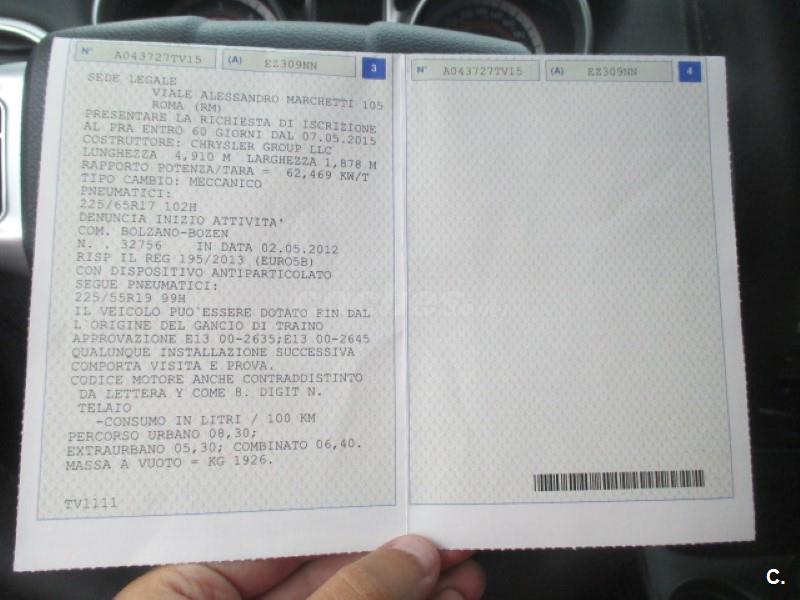 N° A043727TV15 (A) EZ309NN 3
SEDE LEGALE
VIALE ALESSANDRO MARCHETTI 105
ROMA (RM)
PRESENTARE LA RICHIESTA DI ISCRIZIONE
AL PRA ENTRO 60 GIORNI DAL 07.05.2015
COSTRUTTORE: CHRYSLER GROUP LLC
LUNGHEZZA 4,910 M LARGHEZZA 1,878 M
RAPPORTO POTENZA/TARA = 62,469 KW/T
TIPO CAMBIO: MECCANICO
PNEUMATICI:
225/65R17 102H
DENUNCIA INIZIO ATTIVITA'
COM. BOLZANO-BOZEN
N. . 32756 IN DATA 02.05.2012
RISP IL REG 195/2013 (EURO5B)
CON DISPOSITIVO ANTIPARTICOLATO
SEGUE PNEUMATICI:
225/55R19 99H
IL VEICOLO PUO'ESSERE DOTATO FIN DAL
L'ORIGINE DEL GANCIO DI TRAINO
APPROVAZIONE E13 00-2635;E13 00-2645
QUALUNQUE INSTALLAZIONE SUCCESSIVA
COMPORTA VISITA E PROVA.
CODICE MOTORE ANCHE CONTRADDISTINTO
DA LETTERA Y COME 8. DIGIT N.
TELAIO
-CONSUMO IN LITRI / 100 KM
PERCORSO URBANO 08,30;
EXTRAURBANO 05,30; COMBINATO 06,40.
MASSA A VUOTO = KG 1926.
TV1111
N° A043727TV15 (A) EZ309NN 4
C.